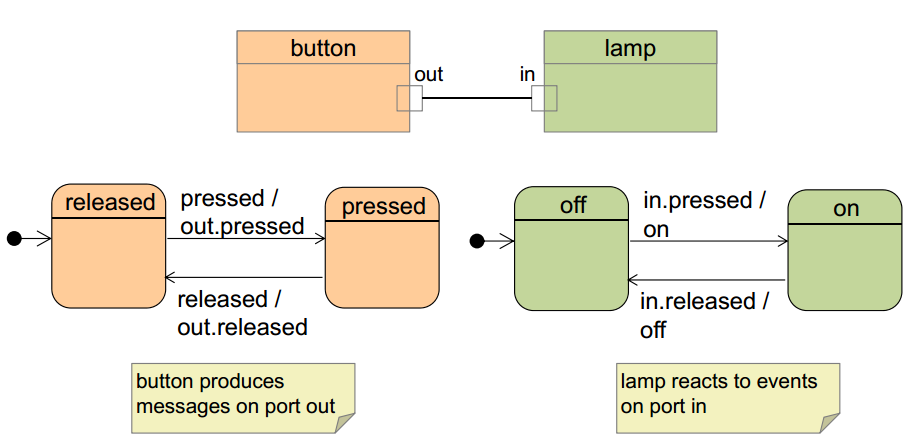 button
lamp
out
in
released
pressed /
out.pressed
pressed
released /
out.released
off
in.pressed /
on
on
in.released /
off
button produces
messages on port out
lamp reacts to events
on port in